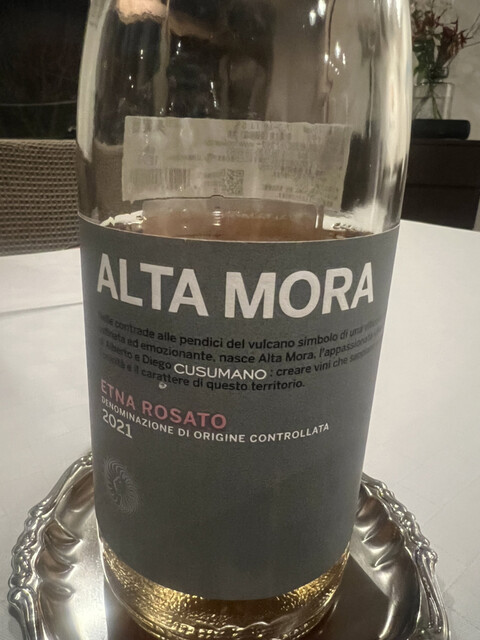 ALTA MORA
contrade alle pendici del vulcano simbolo di una
ed emozionante, nasce Alta Mora, l'appassionato
Alberto e Diego CUSUMANO: creare vini che
e il carattere di questo territorio.
ETNA ROSATO
DENOMINAZIONE DI ORIGINE CONTROLLATA
2021